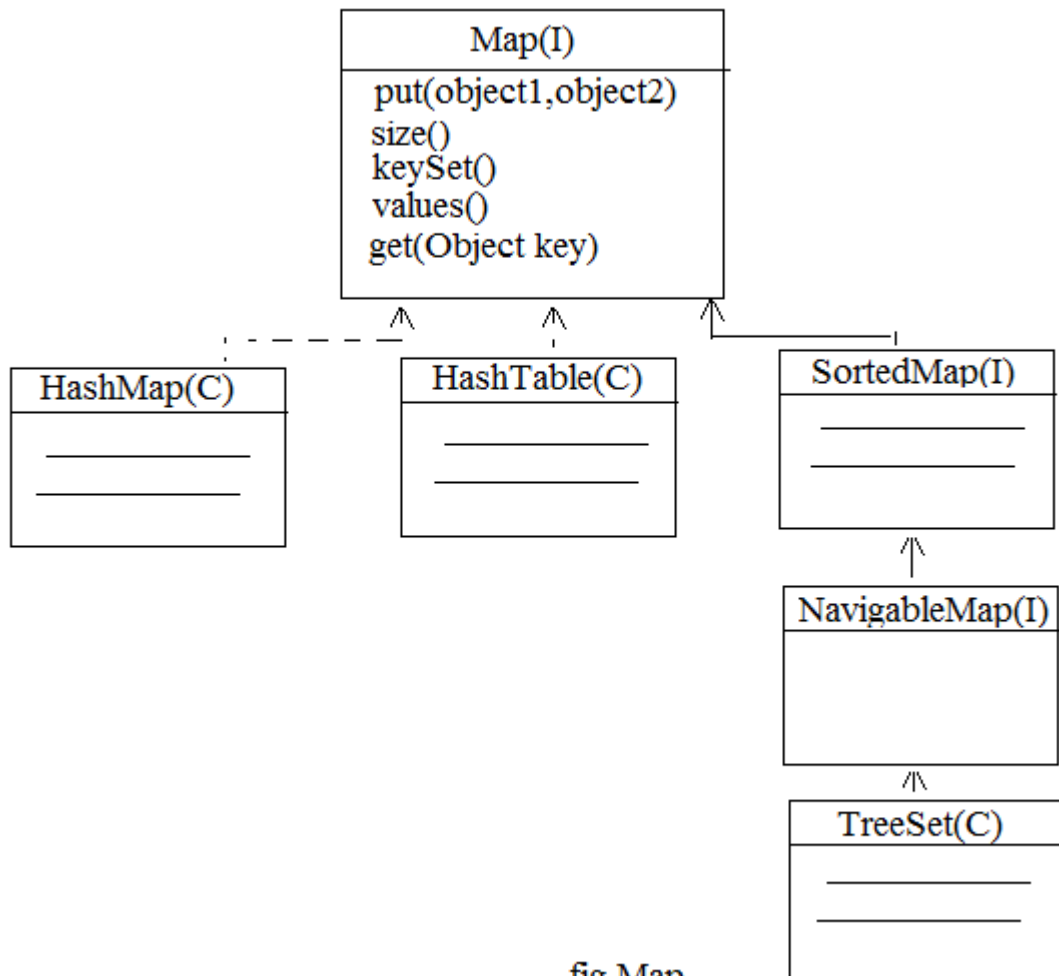 Map(I)
put(object1,object2)
size()
keySet()
values()
get(Object key)
HashMap(C)
HashTable(C)
SortedMap(I)
NavigableMap(I)
TreeSet(C)
fig Map